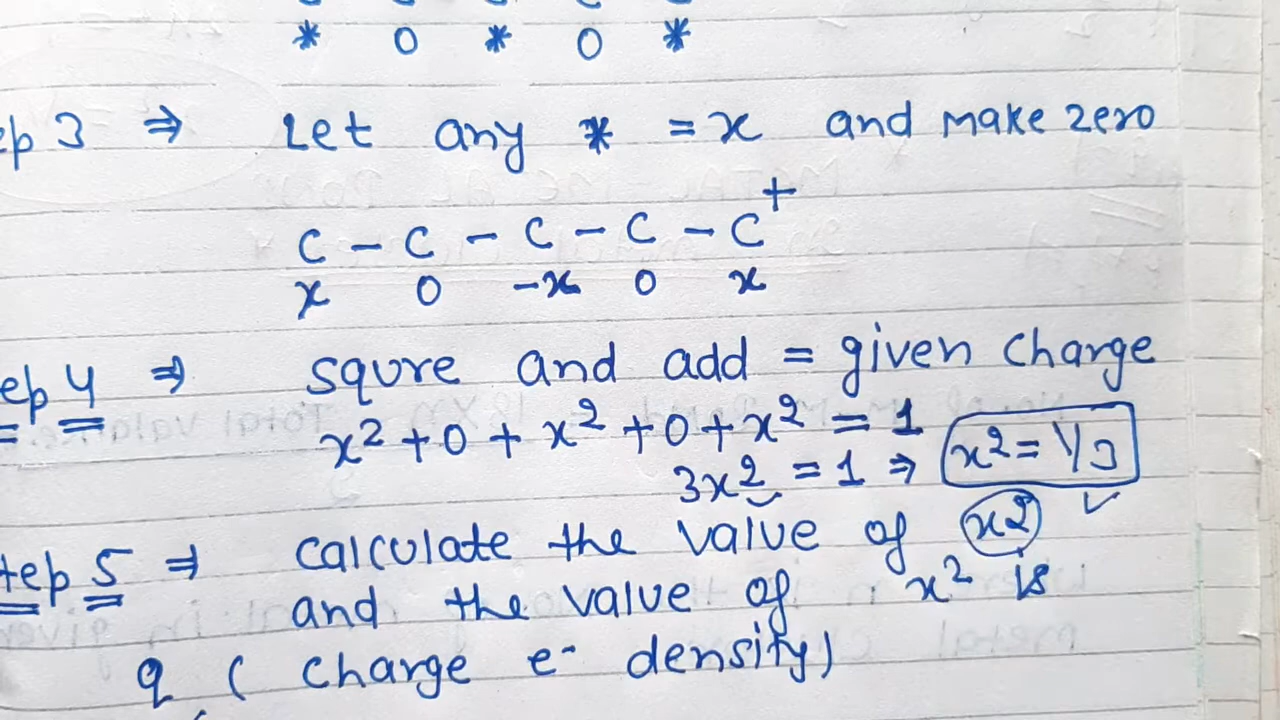 * 0 * 0 *
ep 3 ⇒ Let any * = x and make zero
C - C - C - C - C⁺
x 0 -x 0 x
ep 4 ⇒ squre and add = given charge
x² + 0 + x² + 0 + x² = 1
3x² = 1 ⇒ x² = 1/3 ✓
step 5 ⇒ calculate the value of x²
and the value of x² is
q ( charge e⁻ density)